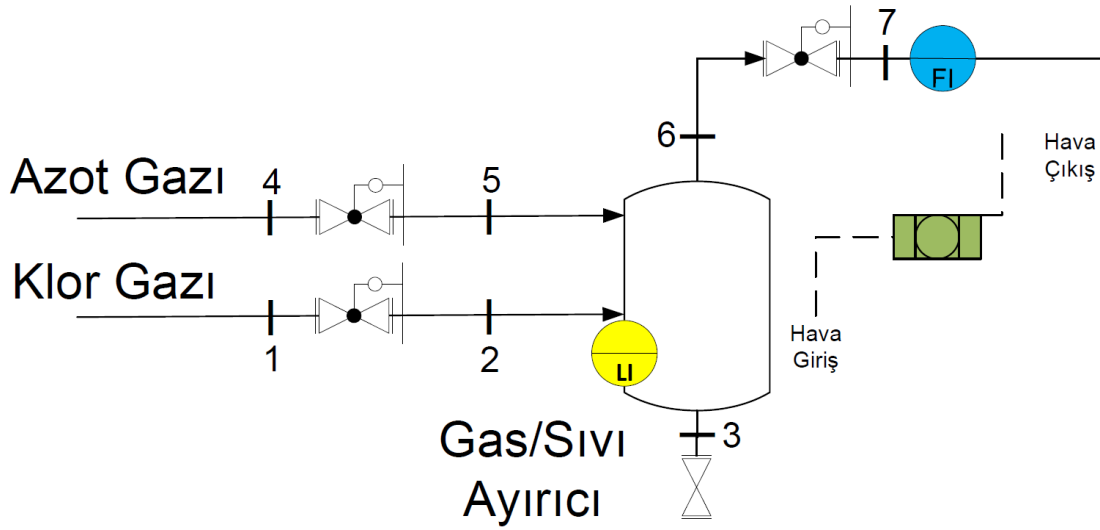 7
FI
6
Hava
Çıkış
Azot Gazı
4
5
Klor Gazı
1
2
LI
Hava
Giriş
Gas/Sıvı
Ayırıcı
3